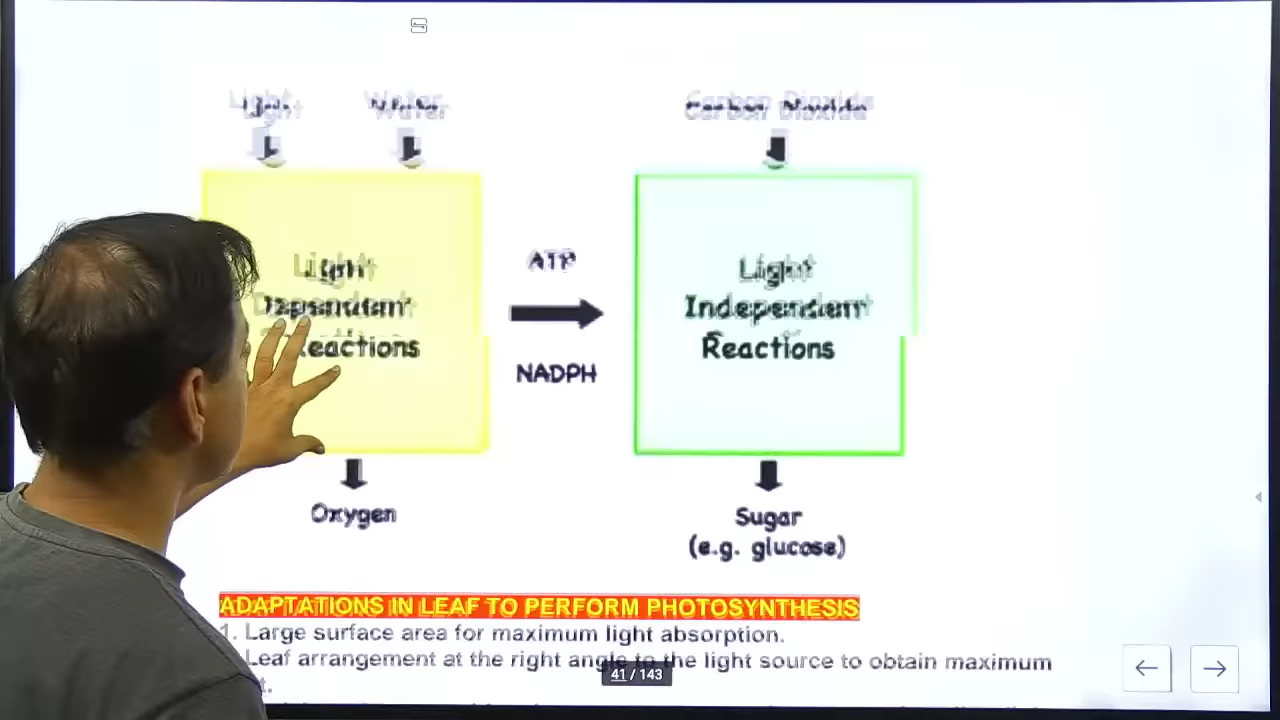 Light Water Carbon Dioxide
Light
Dependent
Reactions
ATP
NADPH
Light
Independent
Reactions
Oxygen
Sugar
(e.g. glucose)
ADAPTATIONS IN LEAF TO PERFORM PHOTOSYNTHESIS
1. Large surface area for maximum light absorption.
Leaf arrangement at the right angle to the light source to obtain maximum
t.
41 / 143